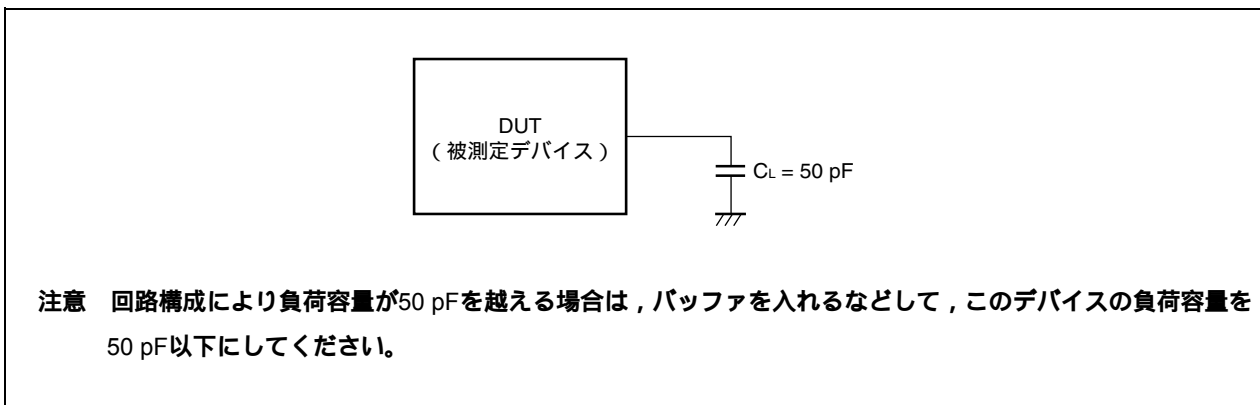 DUT
(被測定デバイス)
CL = 50 pF
注意 回路構成により負荷容量が50 pFを越える場合は,バッファを入れるなどして,このデバイスの負荷容量を
50 pF以下にしてください。